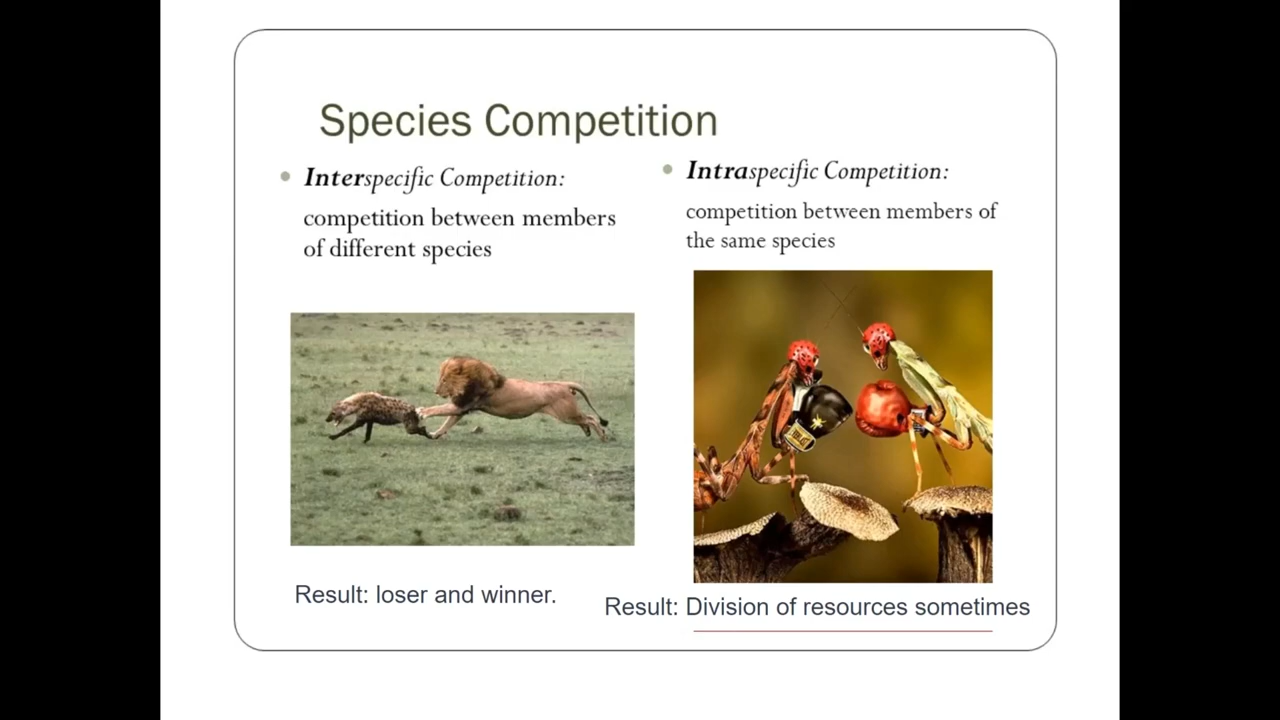 Species Competition
Interspecific Competition:
competition between members
of different species
Intraspecific Competition:
competition between members of
the same species
Result: loser and winner.
Result: Division of resources sometimes